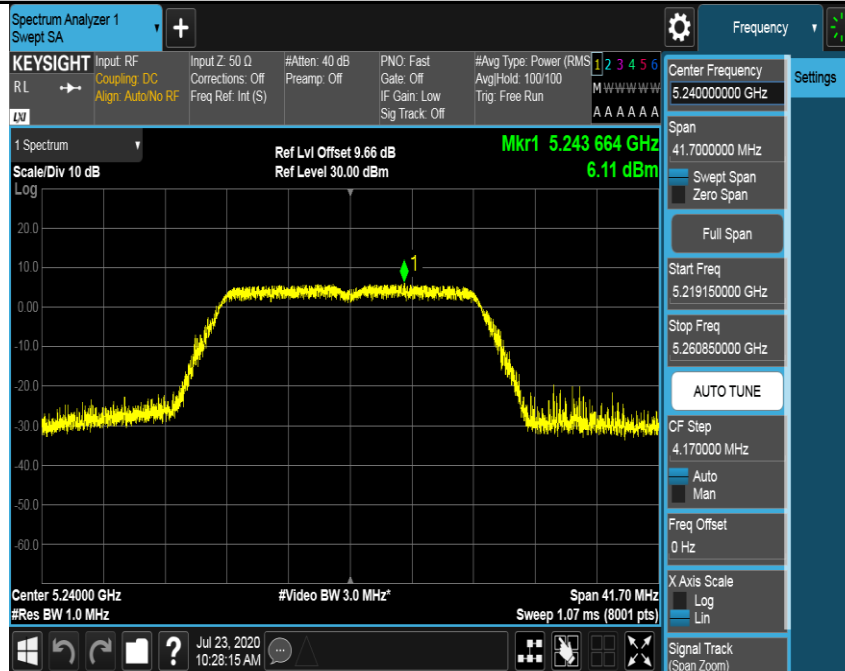 Spectrum Analyzer 1
Swept SA
+
Frequency
KEYSIGHT
RL
LXI
Input: RF
Coupling: DC
Align: Auto/No RF
Input Z: 50 Ω
Corrections: Off
Freq Ref: Int (S)
#Atten: 40 dB
Preamp: Off
PNO: Fast
Gate: Off
IF Gain: Low
Sig Track: Off
#Avg Type: Power (RMS
Avg|Hold: 100/100
Trig: Free Run
1 2 3 4 5 6
M W W W W W
A A A A A A
1 Spectrum
Scale/Div 10 dB
Log
Ref Lvl Offset 9.66 dB
Ref Level 30.00 dBm
Mkr1 5.243 664 GHz
6.11 dBm
1
20.0
10.0
0.00
-10.0
-20.0
-30.0
-40.0
-50.0
-60.0
Center 5.24000 GHz
#Res BW 1.0 MHz
#Video BW 3.0 MHz*
Span 41.70 MHz
Sweep 1.07 ms (8001 pts)
?
Jul 23, 2020
10:28:15 AM
Center Frequency
5.240000000 GHz
Settings
Span
41.7000000 MHz
Swept Span
Zero Span
Full Span
Start Freq
5.219150000 GHz
Stop Freq
5.260850000 GHz
AUTO TUNE
CF Step
4.170000 MHz
Auto
Man
Freq Offset
0 Hz
X Axis Scale
Log
Lin
Signal Track
(Span Zoom)